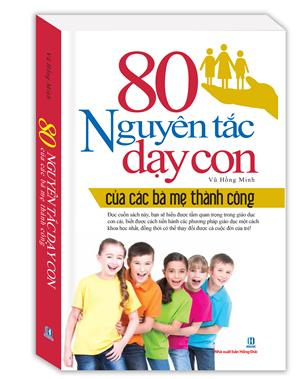 80
Nguyên tắc
dạy con
Vũ Hồng Minh
của các bà mẹ thành công
Đọc cuốn sách này, bạn sẽ hiểu được tầm quan trọng trong giáo dục
con cái, biết được cách tiến hành các phương pháp giáo dục một cách
khoa học nhất, đồng thời có thể thay đổi được cả cuộc đời của trẻ!
Nhà xuất bản Hồng Đức
Vũ Hồng Minh
80 NGUYÊN TẮC DẠY CON
của các bà mẹ thành công